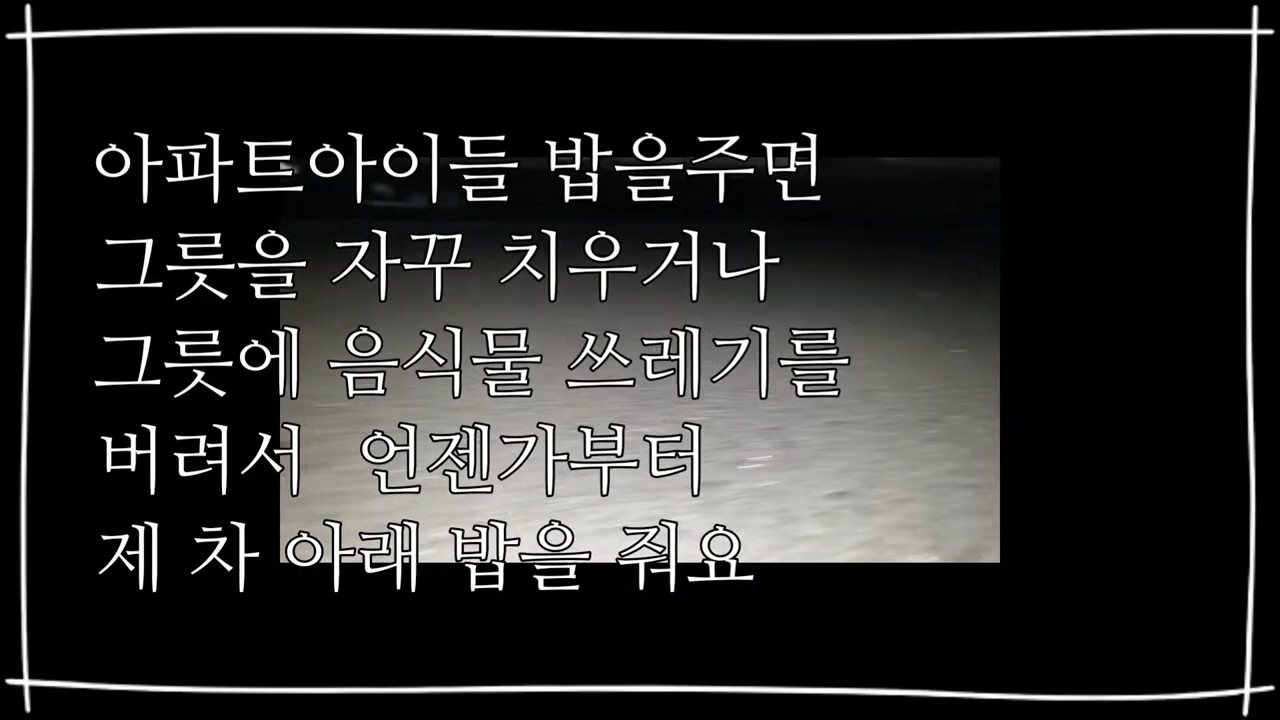 아파트아이들 밥을주면
그릇을 자꾸 치우거나
그릇에 음식물 쓰레기를
버려서 언젠가부터
제 차 아래 밥을 줘요